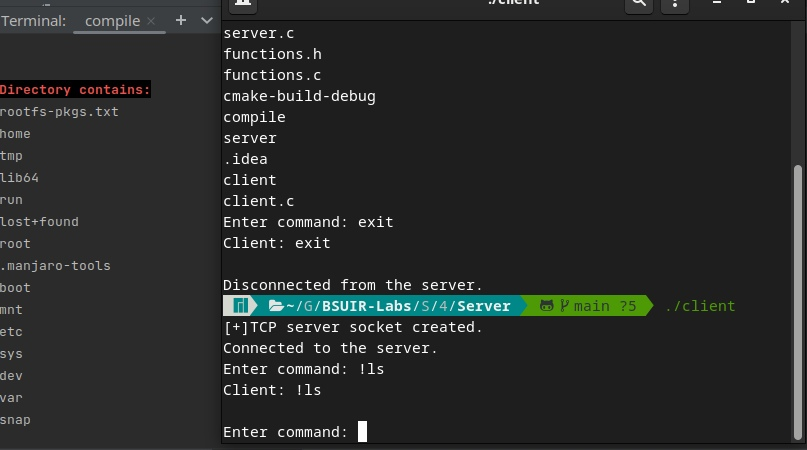 ./client
Terminal: compile × +
Directory contains:
rootfs-pkgs.txt
home
tmp
lib64
run
lost+found
root
.manjaro-tools
boot
mnt
etc
sys
dev
var
snap
server.c
functions.h
functions.c
cmake-build-debug
compile
server
.idea
client
client.c
Enter command: exit
Client: exit
Disconnected from the server.
~/G/BSUIR-Labs/S/4/Server main ?5 ./client
[+]TCP server socket created.
Connected to the server.
Enter command: !ls
Client: !ls
Enter command: